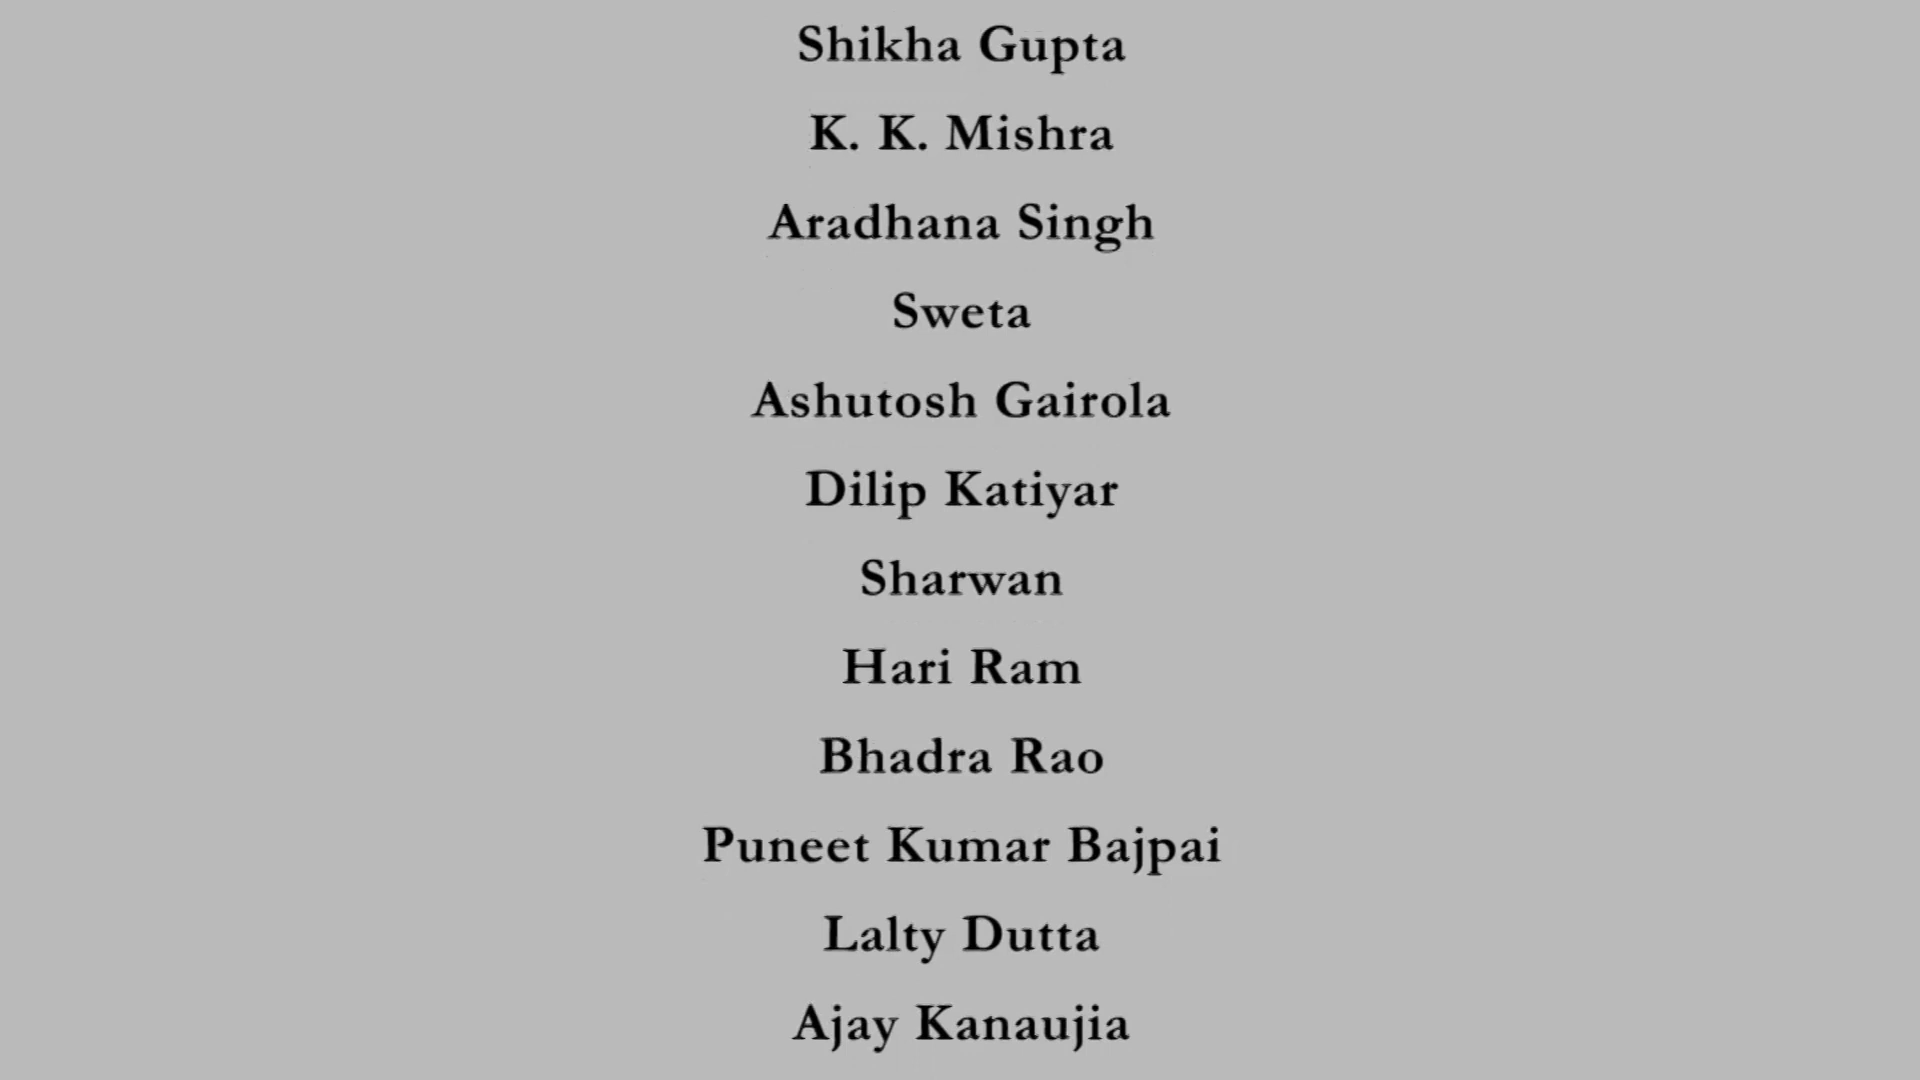 Shikha Gupta
K. K. Mishra
Aradhana Singh
Sweta
Ashutosh Gairola
Dilip Katiyar
Sharwan
Hari Ram
Bhadra Rao
Puneet Kumar Bajpai
Lalty Dutta
Ajay Kanaujia